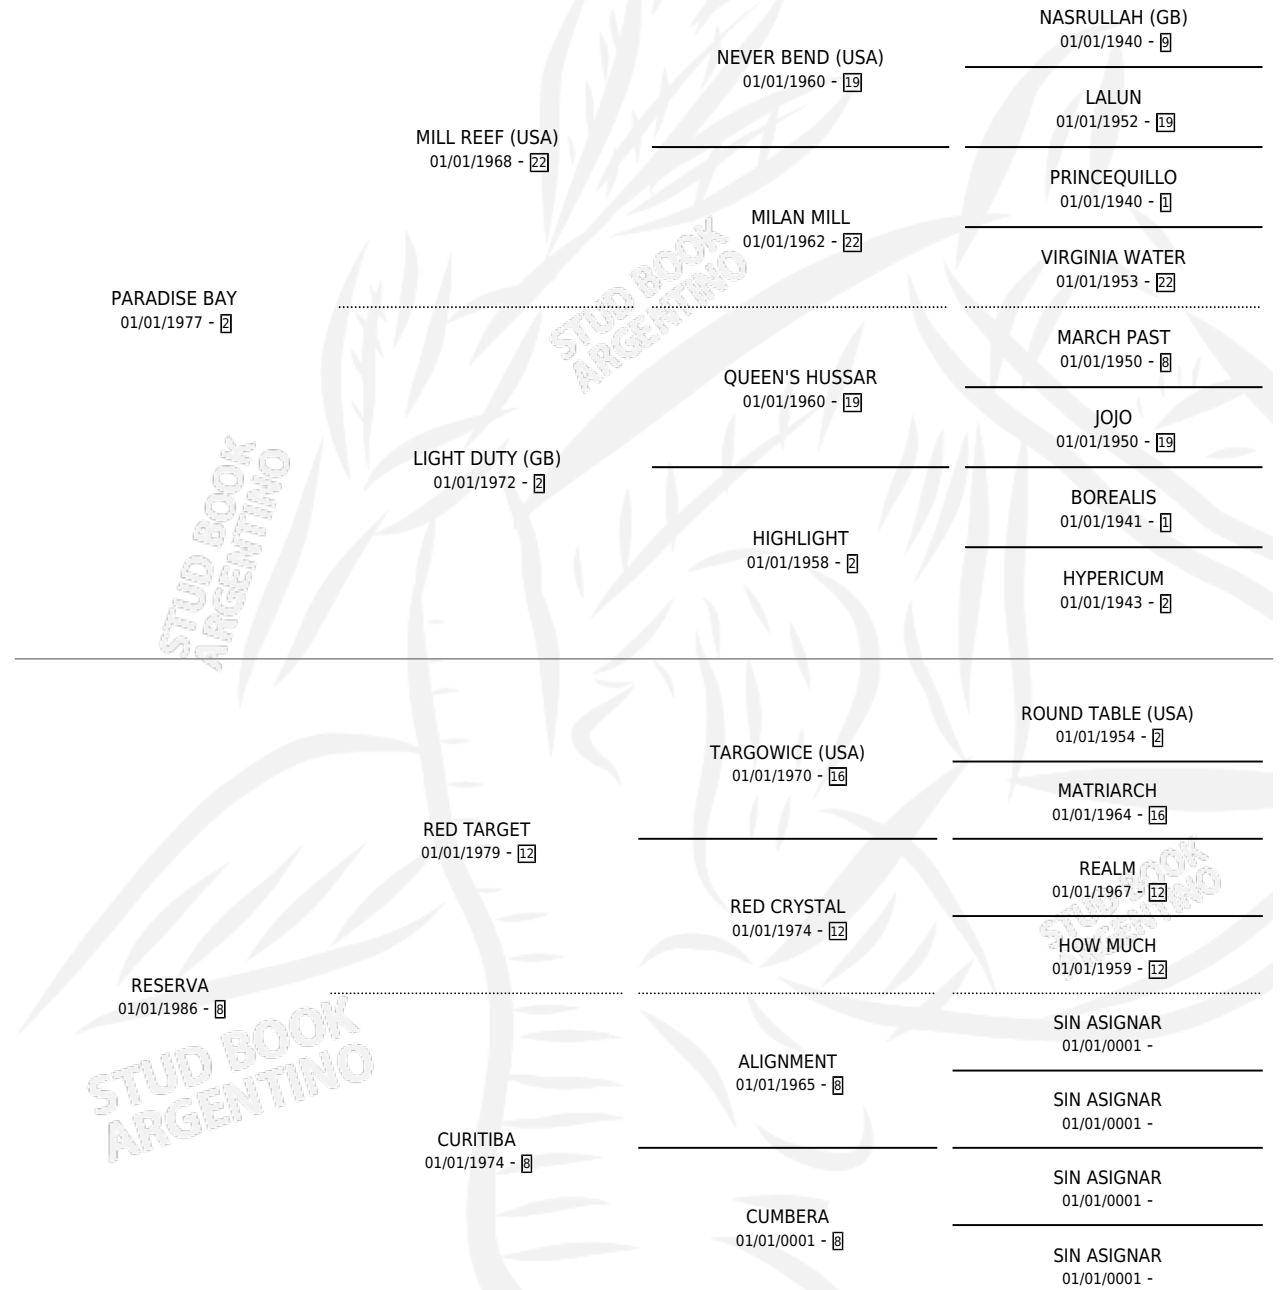 NASRULLAH (GB)
01/01/1940 - 9
NEVER BEND (USA)
01/01/1960 - 19
LALUN
01/01/1952 - 19
MILL REEF (USA)
01/01/1968 - 22
PRINCEQUILLO
01/01/1940 - 1
MILAN MILL
01/01/1962 - 22
VIRGINIA WATER
01/01/1953 - 22
PARADISE BAY
01/01/1977 - 2
MARCH PAST
01/01/1950 - 8
QUEEN'S HUSSAR
01/01/1960 - 19
JOJO
01/01/1950 - 19
LIGHT DUTY (GB)
01/01/1972 - 2
BOREALIS
01/01/1941 - 1
HIGHLIGHT
01/01/1958 - 2
HYPERICUM
01/01/1943 - 2
ROUND TABLE (USA)
01/01/1954 - 2
TARGOWICE (USA)
01/01/1970 - 16
MATRIARCH
01/01/1964 - 16
RED TARGET
01/01/1979 - 12
REALM
01/01/1967 - 12
RED CRYSTAL
01/01/1974 - 12
HOW MUCH
01/01/1959 - 12
RESERVA
01/01/1986 - 8
SIN ASIGNAR
01/01/0001 -
ALIGNMENT
01/01/1965 - 8
SIN ASIGNAR
01/01/0001 -
CURITIBA
01/01/1974 - 8
SIN ASIGNAR
01/01/0001 -
CUMBERA
01/01/0001 - 8
SIN ASIGNAR
01/01/0001 -
STUD BOOK
ARGENTINO
STUD BOOK
ARGENTINO
STUD BOOK
ARGENTINO
STUD BOOK
ARGENTINO